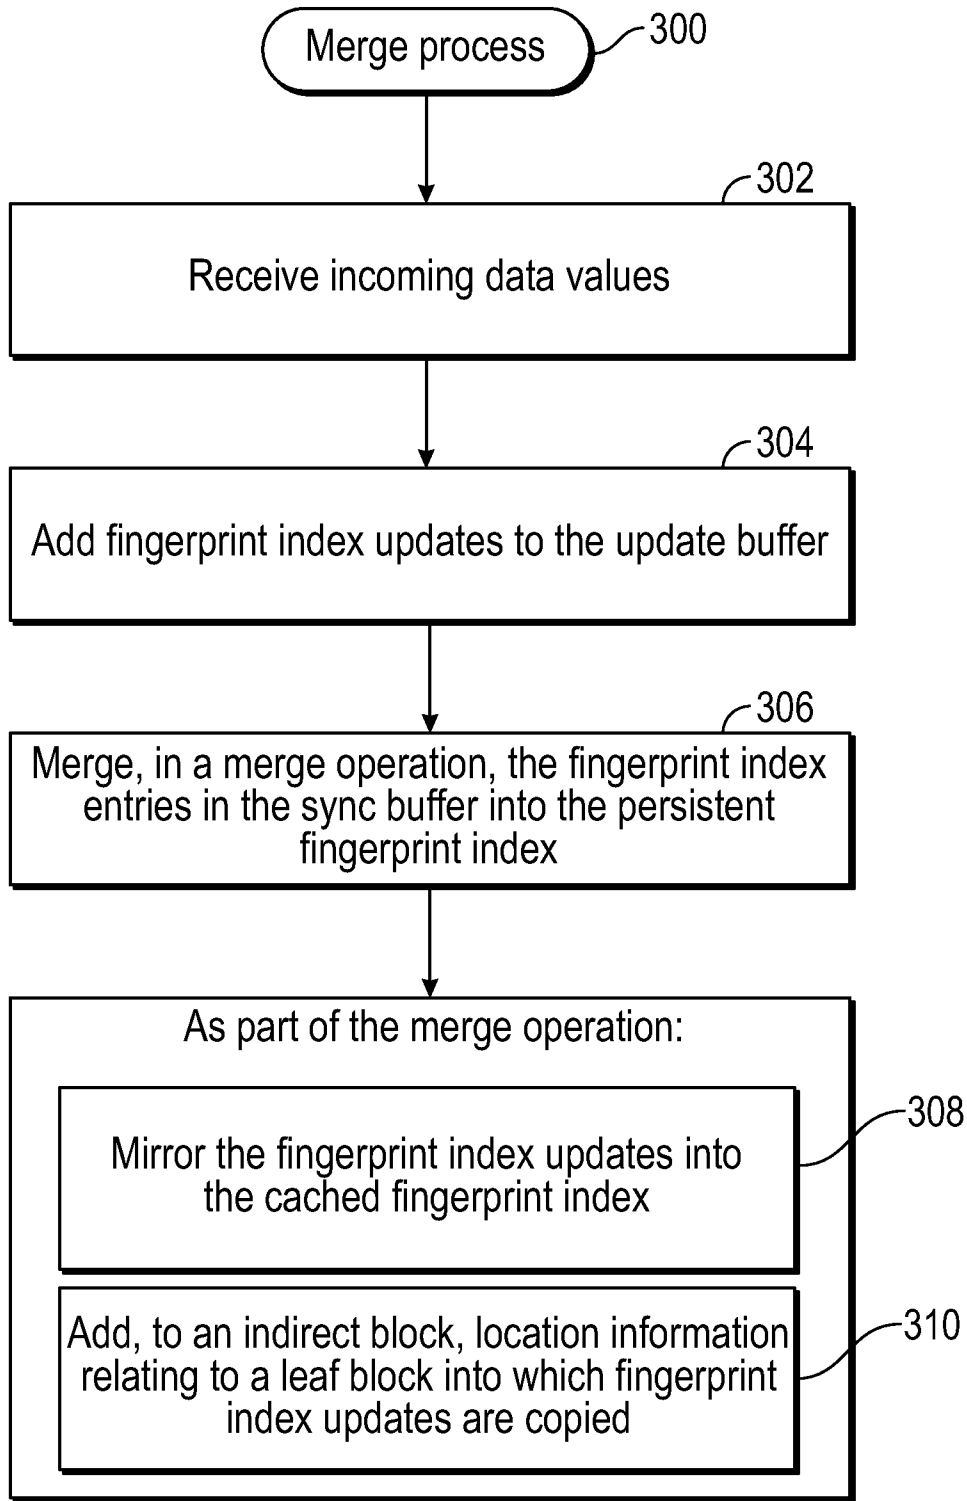 Merge process
300
302
Receive incoming data values
304
Add fingerprint index updates to the update buffer
306
Merge, in a merge operation, the fingerprint index
entries in the sync buffer into the persistent
fingerprint index
As part of the merge operation:
308
Mirror the fingerprint index updates into
the cached fingerprint index
310
Add, to an indirect block, location information
relating to a leaf block into which fingerprint
index updates are copied